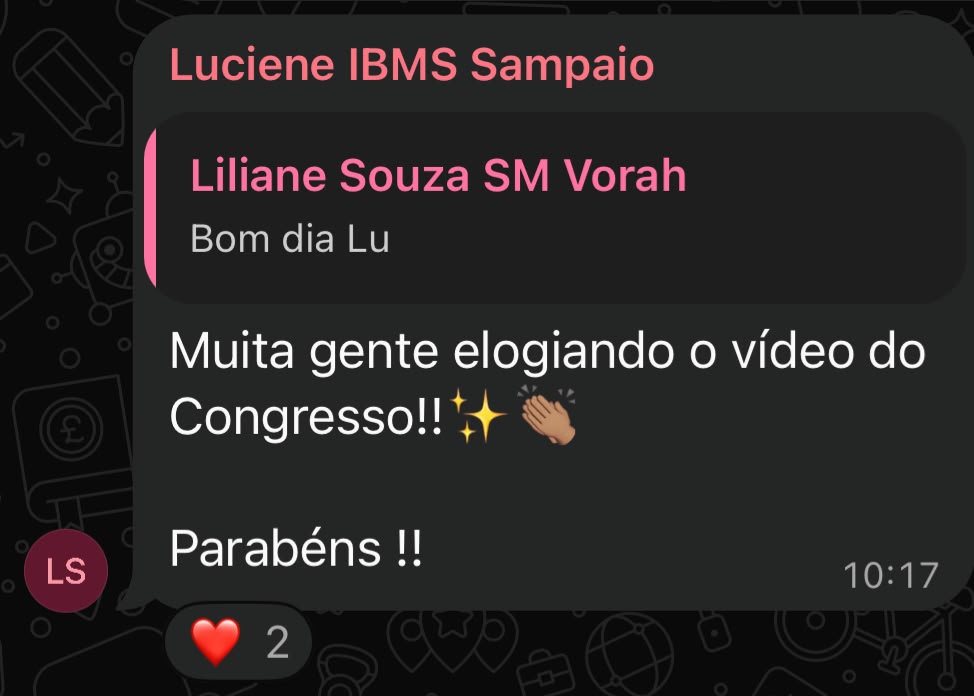 Luciene IBMS Sampaio
Liliane Souza SM Vorah
Bom dia Lu
Muita gente elogiando o vídeo do
Congresso!!✨👏🏽
Parabéns !!
10:17
LS
❤️ 2